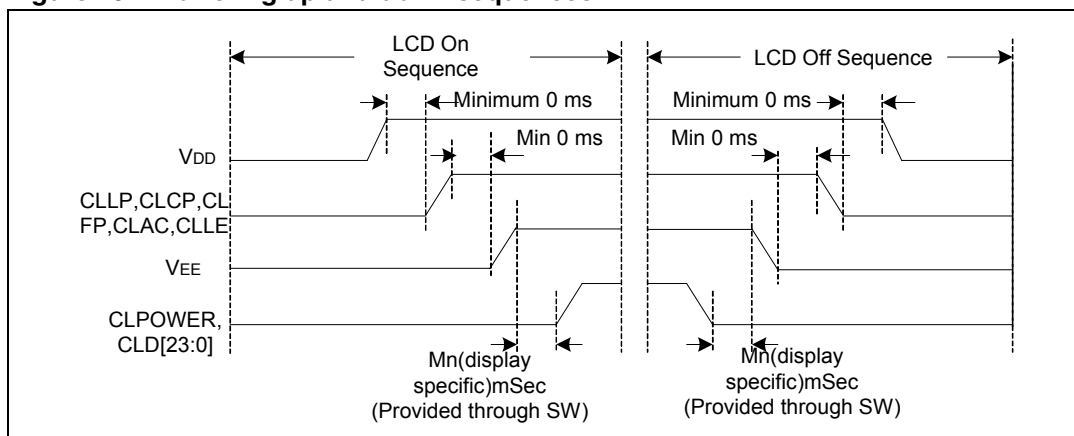 LCD On
Sequence
LCD Off Sequence
Minimum 0 ms
Minimum 0 ms
Min 0 ms
Min 0 ms
VDD
CLLP,CLCP,CL
FP,CLAC,CLLE
VEE
CLPOWER,
CLD[23:0]
Mn(display
specific)mSec
(Provided through SW)
Mn(display
specific)mSec
(Provided through SW)